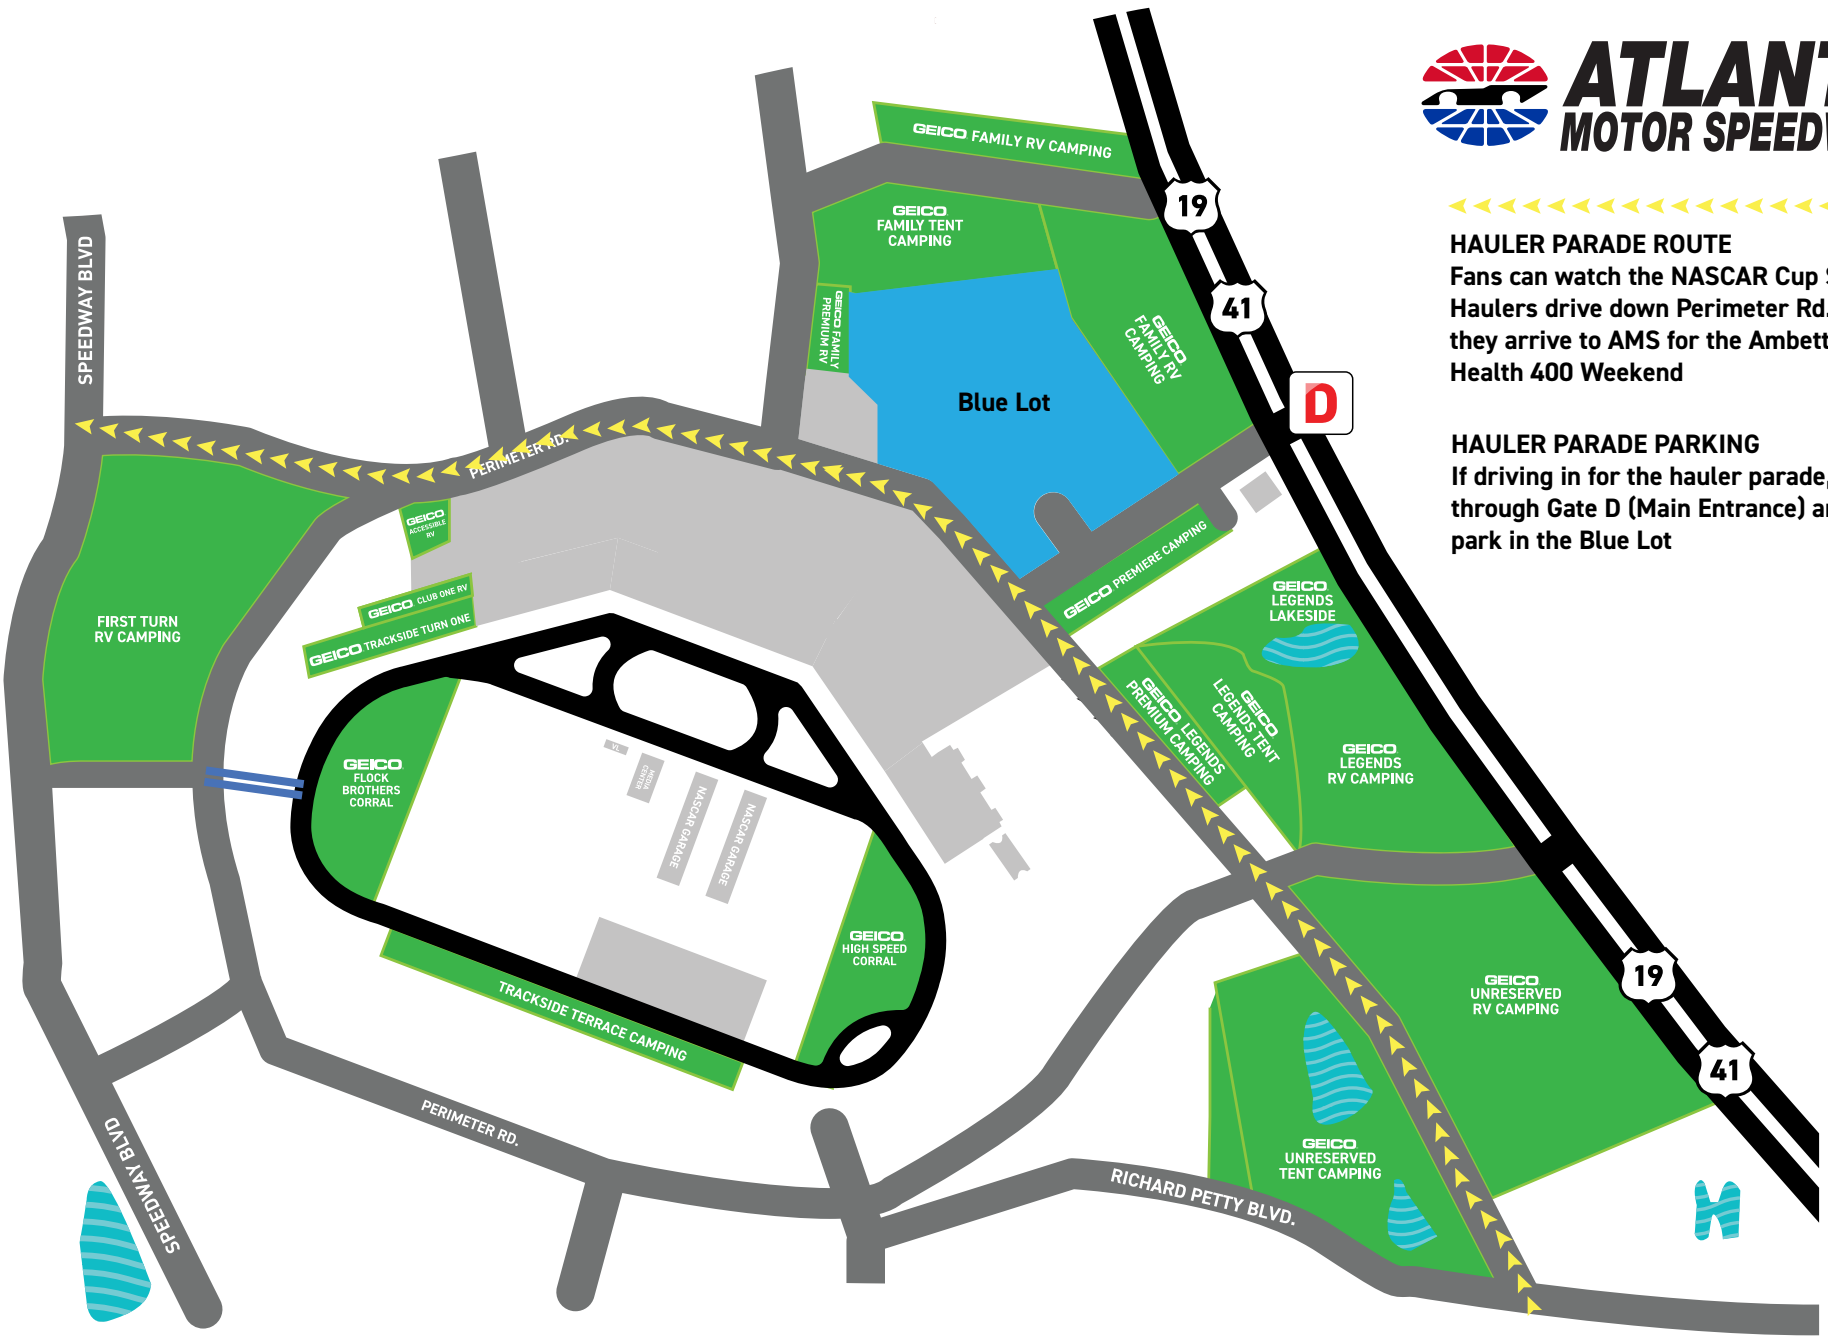 ATLANT
MOTOR SPEEDW
HAULER PARADE ROUTE
Fans can watch the NASCAR Cup S
Haulers drive down Perimeter Rd.
they arrive to AMS for the Ambett
Health 400 Weekend
HAULER PARADE PARKING
If driving in for the hauler parade,
through Gate D (Main Entrance) an
park in the Blue Lot
GEICO FAMILY RV CAMPING
19
GEICO
FAMILY TENT
CAMPING
SPEEDWAY BLVD
41
GEICO FAMILY
PREMIUM RV
GEICO
FAMILY RV
CAMPING
Blue Lot
D
PERIMETER RD.
GEICO
ACCESSIBLE
RV
GEICO PREMIERE CAMPING
GEICO CLUB ONE RV
GEICO TRACKSIDE TURN ONE
FIRST TURN
RV CAMPING
GEICO
LEGENDS
LAKESIDE
GEICO LEGENDS
PREMIUM CAMPING
GEICO
LEGENDS TENT
CAMPING
GEICO
LEGENDS
RV CAMPING
VL
MEDIA
CENTER
NASCAR GARAGE
NASCAR GARAGE
GEICO
FLOCK
BROTHERS
CORRAL
GEICO
HIGH SPEED
CORRAL
TRACKSIDE TERRACE CAMPING
19
GEICO
UNRESERVED
RV CAMPING
41
PERIMETER RD.
SPEEDWAY BLVD
GEICO
UNRESERVED
TENT CAMPING
RICHARD PETTY BLVD.